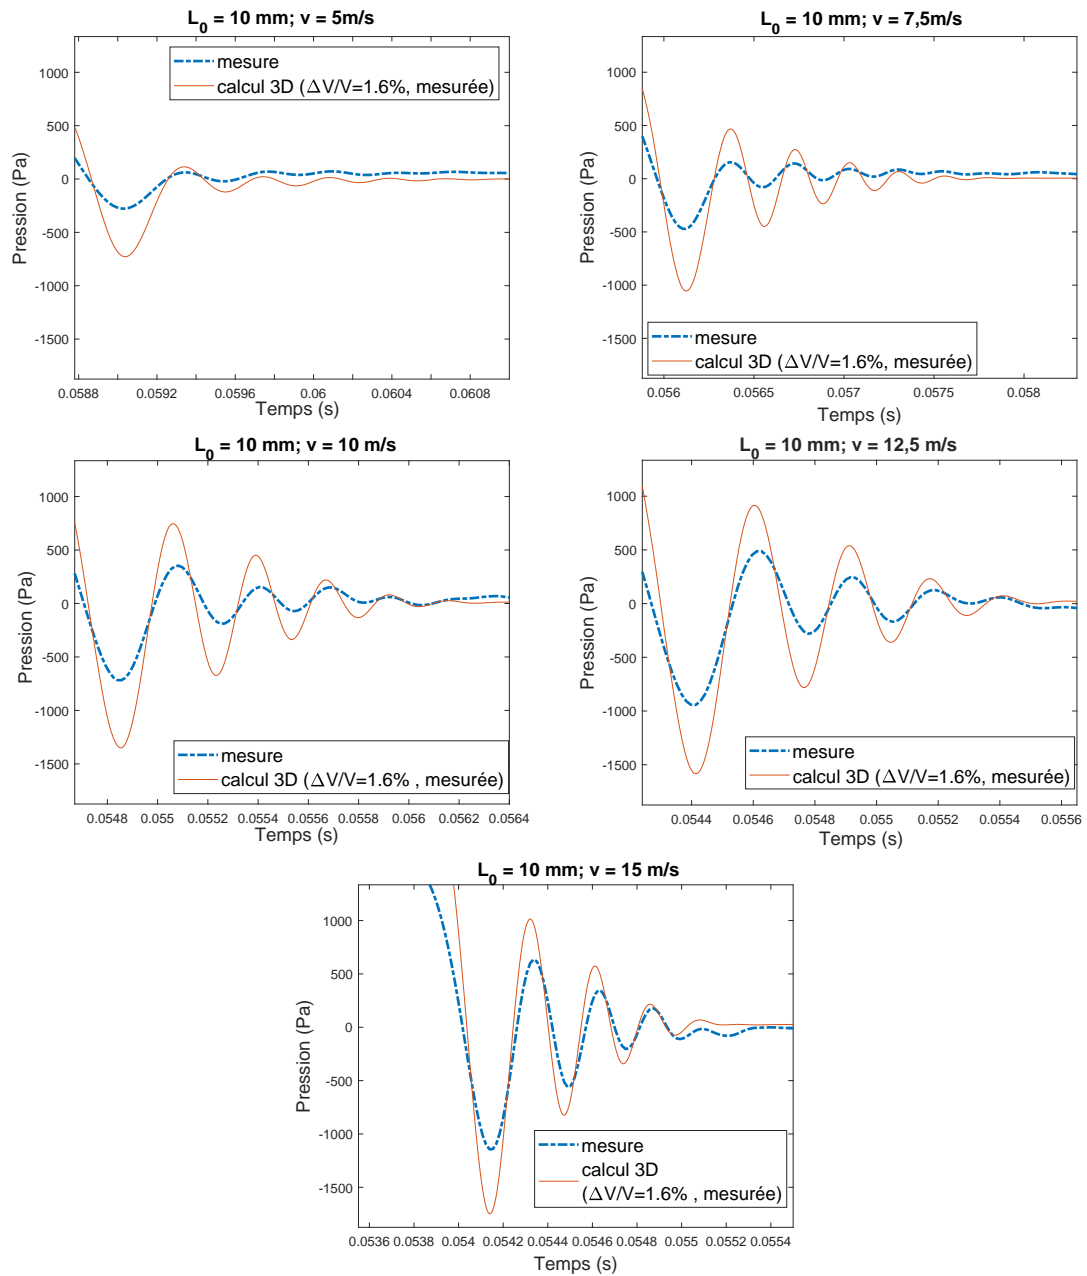 L_0 = 10 mm; v = 5m/s
mesure
calcul 3D (ΔV/V=1.6%, mesurée)
Pression (Pa)
1000
500
0
-500
-1000
-1500
0.0588 0.0592 0.0596 0.06 0.0604 0.0608
Temps (s)
L_0 = 10 mm; v = 7,5m/s
Pression (Pa)
1000
500
0
-500
-1000
-1500
mesure
calcul 3D (ΔV/V=1.6%, mesurée)
0.056 0.0565 0.057 0.0575 0.058
Temps (s)
L_0 = 10 mm; v = 10 m/s
Pression (Pa)
1000
500
0
-500
-1000
-1500
mesure
calcul 3D (ΔV/V=1.6% , mesurée)
0.0548 0.055 0.0552 0.0554 0.0556 0.0558 0.056 0.0562 0.0564
Temps (s)
L_0 = 10 mm; v = 12,5 m/s
Pression (Pa)
1000
500
0
-500
-1000
-1500
mesure
calcul 3D (ΔV/V=1.6%, mesurée)
0.0544 0.0546 0.0548 0.055 0.0552 0.0554 0.0556
Temps (s)
L_0 = 10 mm; v = 15 m/s
Pression (Pa)
1000
500
0
-500
-1000
-1500
mesure
calcul 3D
(ΔV/V=1.6% , mesurée)
0.0536 0.0538 0.054 0.0542 0.0544 0.0546 0.0548 0.055 0.0552 0.0554
Temps (s)